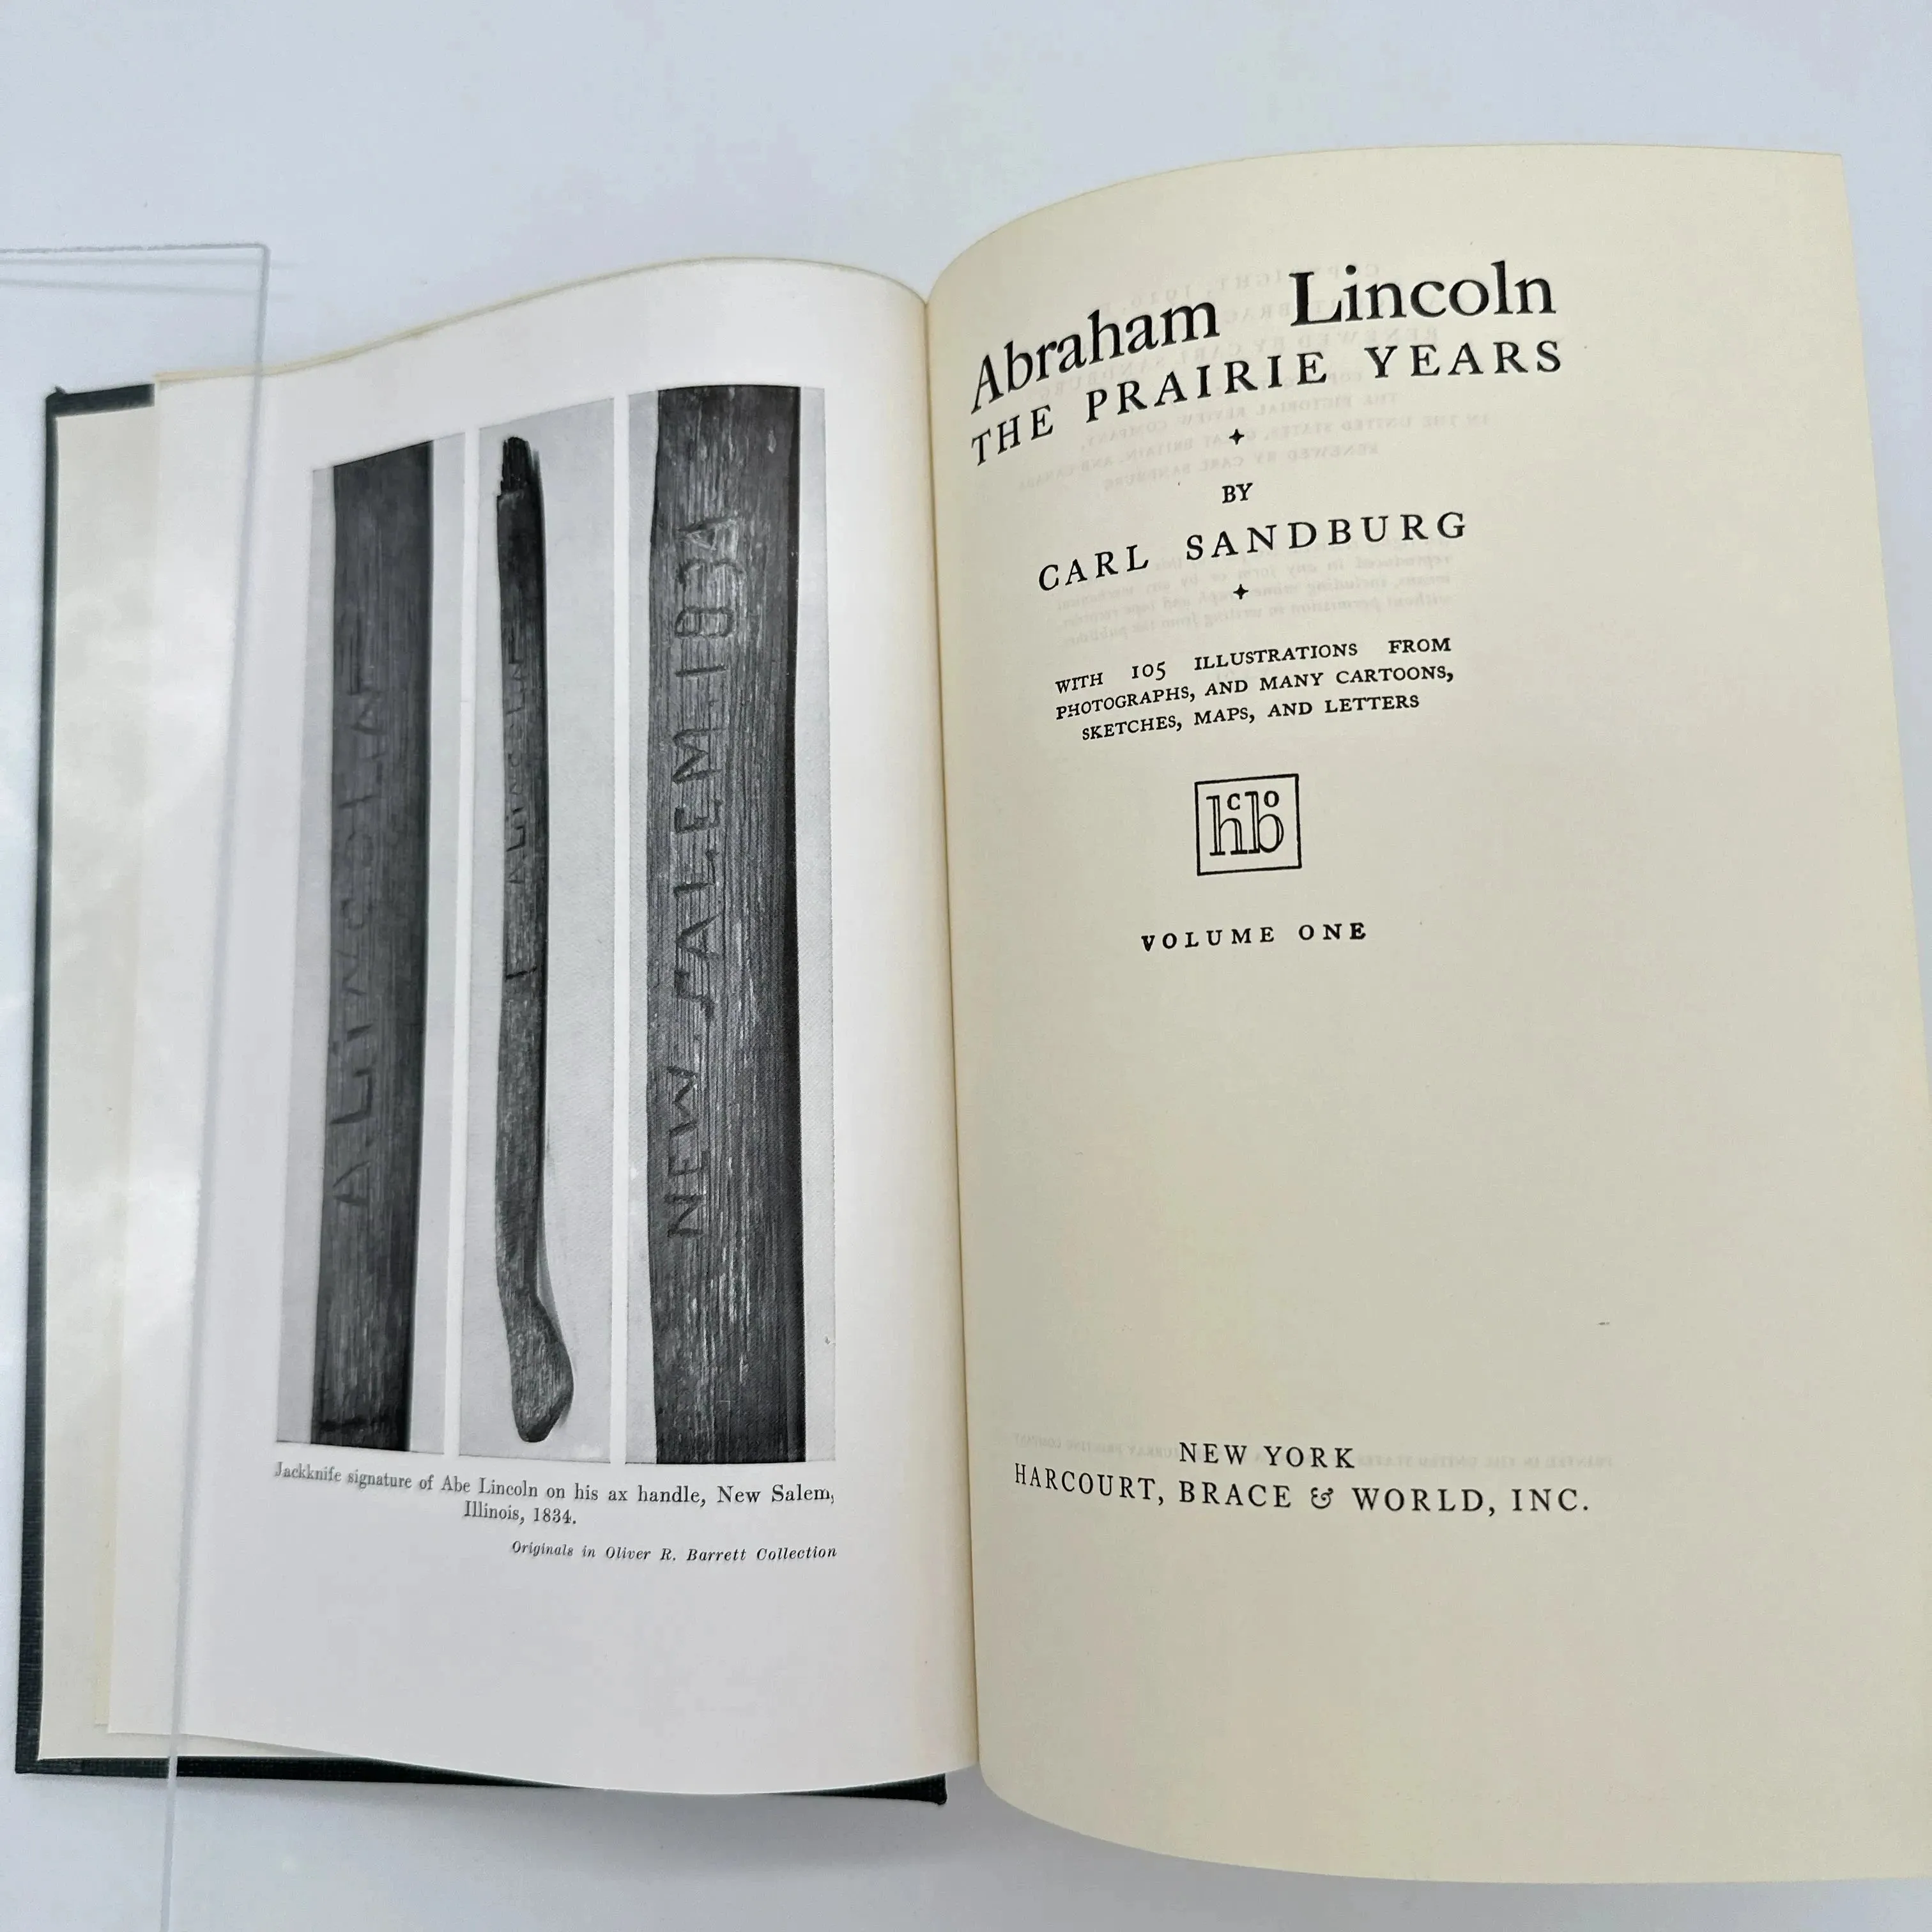 A. LiNCOLN
A LiNCOLN
NEW SALEM. 1834
Jackknife signature of Abe Lincoln on his ax handle, New Salem,
Illinois, 1834.
Originals in Oliver R. Barrett Collection
Abraham Lincoln
THE PRAIRIE YEARS
BY
CARL SANDBURG
WITH 105 ILLUSTRATIONS FROM
PHOTOGRAPHS, AND MANY CARTOONS,
SKETCHES, MAPS, AND LETTERS
hcbo
VOLUME ONE
NEW YORK
HARCOURT, BRACE & WORLD, INC.